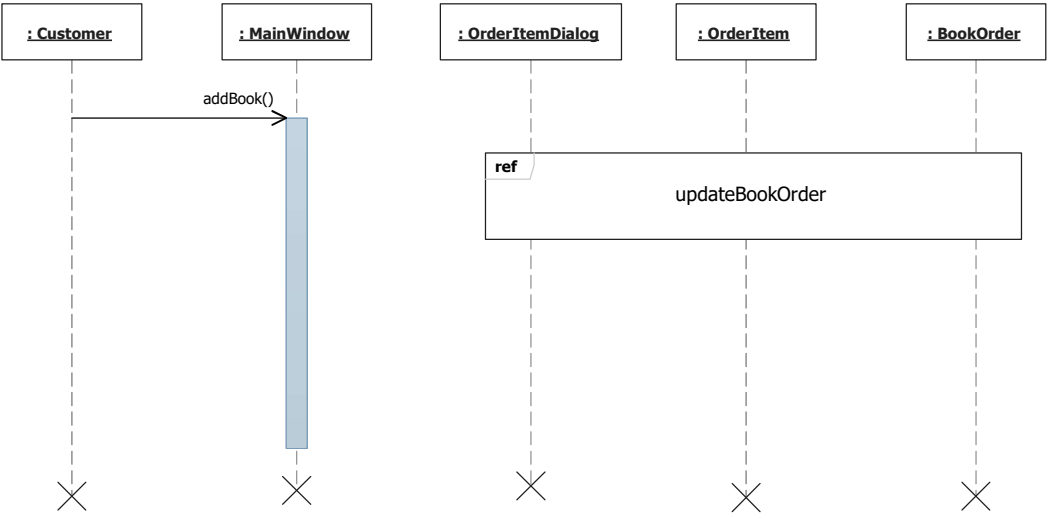 : Customer
: MainWindow
: OrderItemDialog
: OrderItem
: BookOrder
addBook()
ref
updateBookOrder